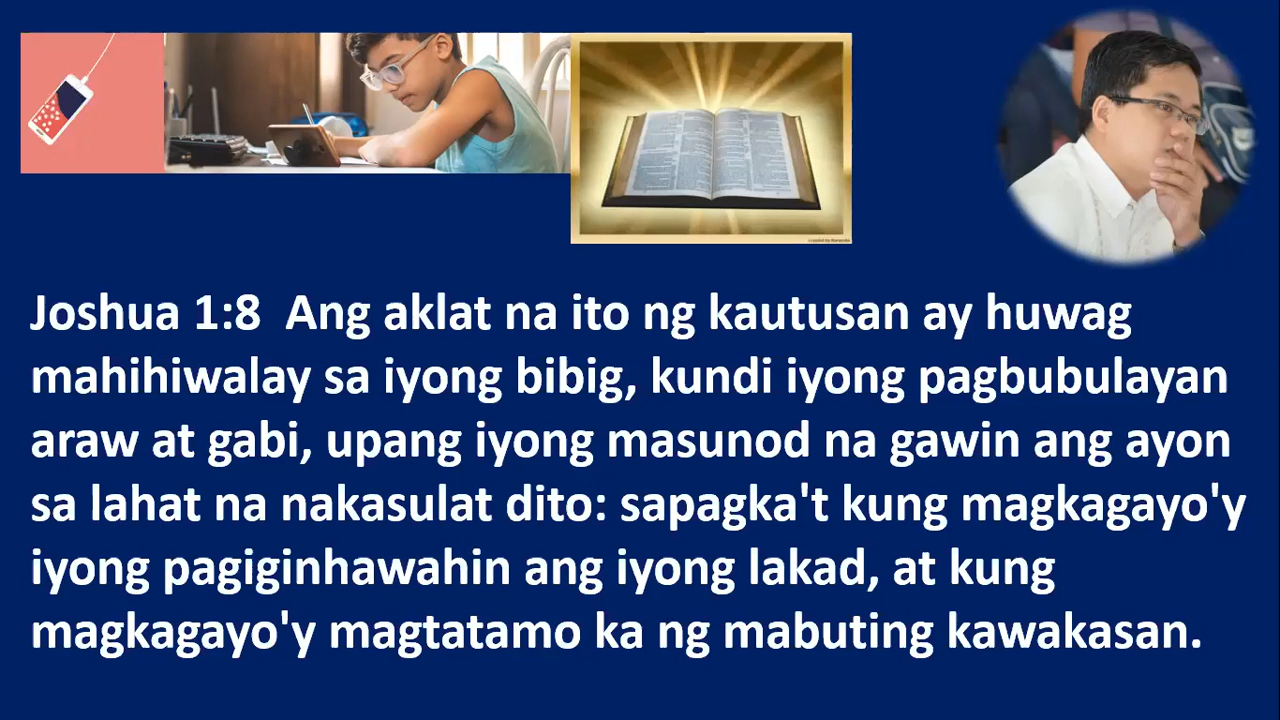 Joshua 1:8  Ang aklat na ito ng kautusan ay huwag
mahihiwalay sa iyong bibig, kundi iyong pagbubulayan
araw at gabi, upang iyong masunod na gawin ang ayon
sa lahat na nakasulat dito: sapagka't kung magkagayo'y
iyong pagiginhawahin ang iyong lakad, at kung
magkagayo'y magtatamo ka ng mabuting kawakasan.